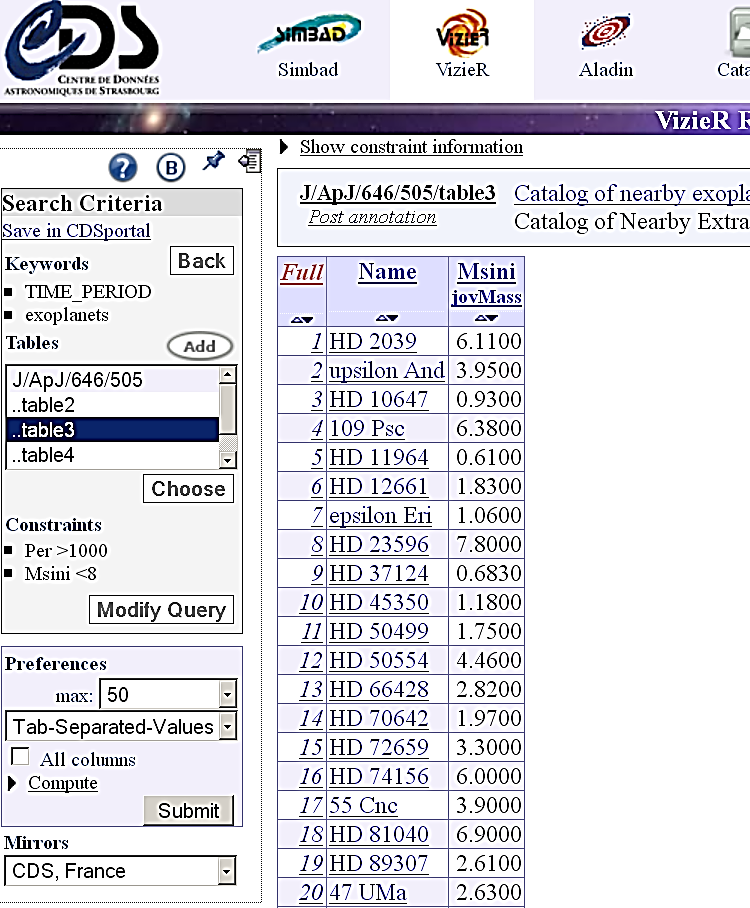 CDS
CENTRE DE DONNÉES
ASTRONOMIQUES DE STRASBOURG
SIMBAD
Simbad
VizieR
VizieR
Aladin
Cata
VizieR R
? B
Show constraint information
Search Criteria
Save in CDSportal
Keywords
Back
TIME_PERIOD
exoplanets
Tables
Add
J/ApJ/646/505
..table2
..table3
..table4
Choose
Constraints
Per >1000
Msini <8
Modify Query
Preferences
max: 50
Tab-Separated-Values
All columns
Compute
Submit
Mirrors
CDS, France
J/ApJ/646/505/table3 Catalog of nearby exopla
Post annotation Catalog of Nearby Extra
Full Name Msini
jovMass
1 HD 2039 6.1100
2 upsilon And 3.9500
3 HD 10647 0.9300
4 109 Psc 6.3800
5 HD 11964 0.6100
6 HD 12661 1.8300
7 epsilon Eri 1.0600
8 HD 23596 7.8000
9 HD 37124 0.6830
10 HD 45350 1.1800
11 HD 50499 1.7500
12 HD 50554 4.4600
13 HD 66428 2.8200
14 HD 70642 1.9700
15 HD 72659 3.3000
16 HD 74156 6.0000
17 55 Cnc 3.9000
18 HD 81040 6.9000
19 HD 89307 2.6100
20 47 UMa 2.6300